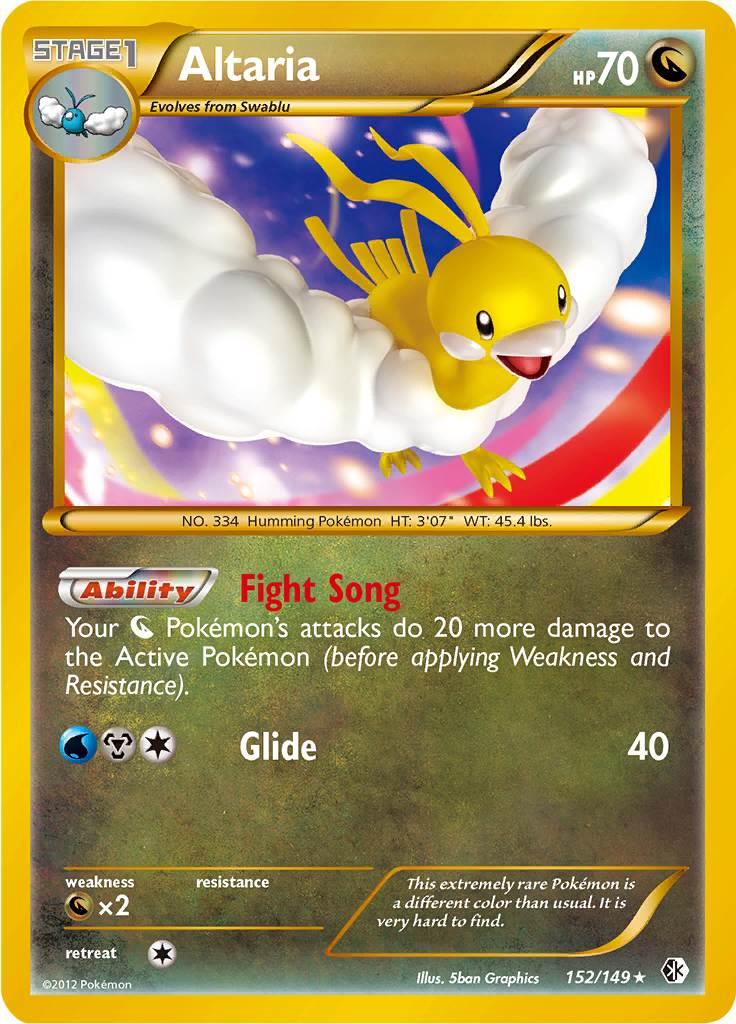 STAGE1
Altaria
HP70
Evolves from Swablu
NO. 334 Humming Pokémon HT: 3'07" WT: 45.4 lbs.
Ability Fight Song
Your Pokémon's attacks do 20 more damage to
the Active Pokémon (before applying Weakness and
Resistance).
Glide 40
weakness resistance
×2
This extremely rare Pokémon is
a different color than usual. It is
very hard to find.
retreat
©2012 Pokémon
Illus. 5ban Graphics 152/149 ★